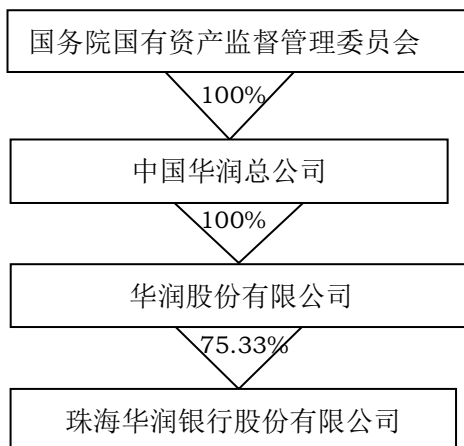 国务院国有资产监督管理委员会
100%
中国华润总公司
100%
华润股份有限公司
75.33%
珠海华润银行股份有限公司